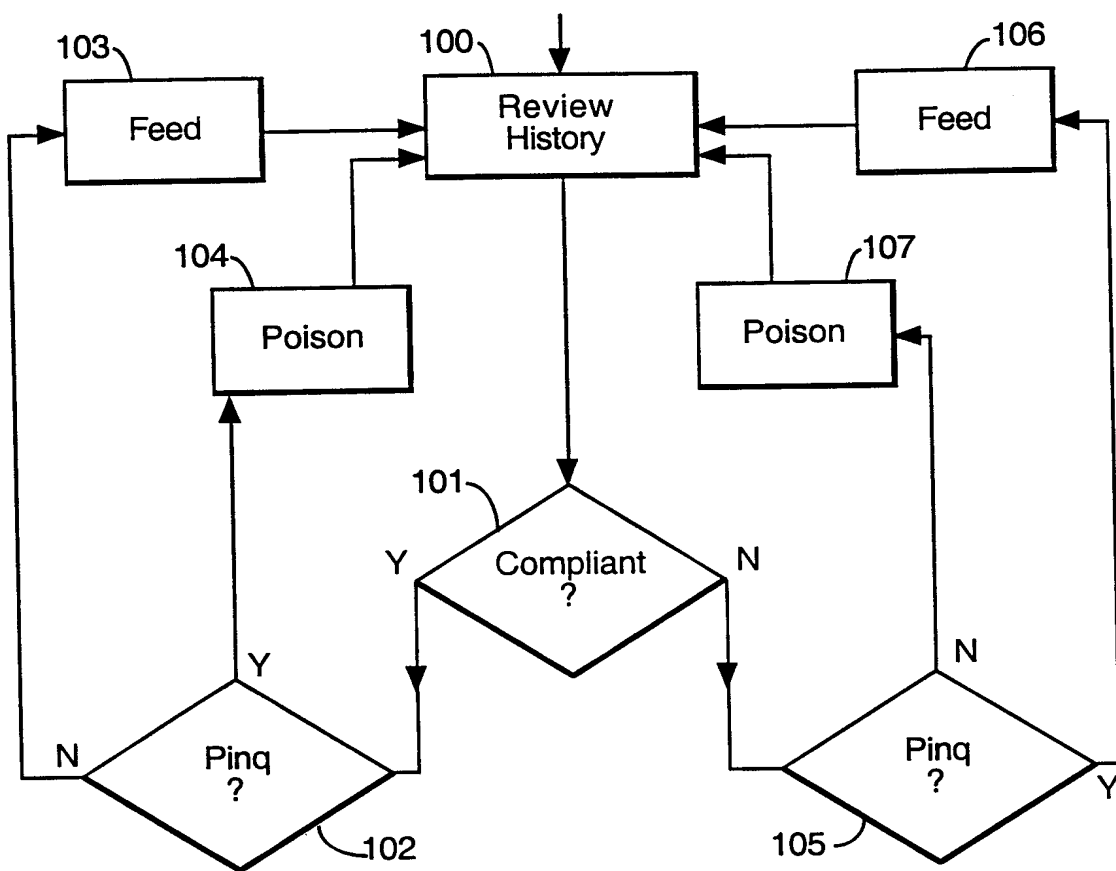 103
100
106
Feed
Review
History
Feed
104
107
Poison
Poison
101
Y
Compliant
?
N
Y
N
N
Pinq
?
Pinq
?
Y
102
105